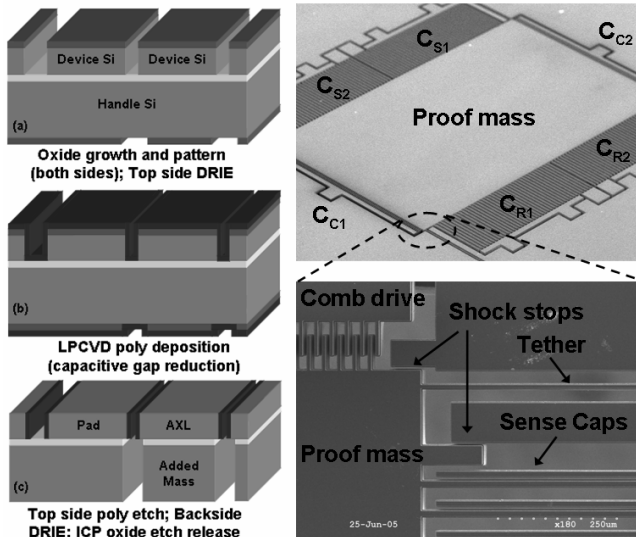 Device Si
Device Si
Handle Si
(a)
Oxide growth and pattern
(both sides); Top side DRIE
(b)
LPCVD poly deposition
(capacitive gap reduction)
Pad
AXL
Added
Mass
(c)
Top side poly etch; Backside
DRIE; ICP oxide etch release
CS1
CC2
CS2
Proof mass
CR2
CR1
CC1
Comb drive
Shock stops
Tether
Sense Caps
Proof mass
25-Jun-05
x180 250um